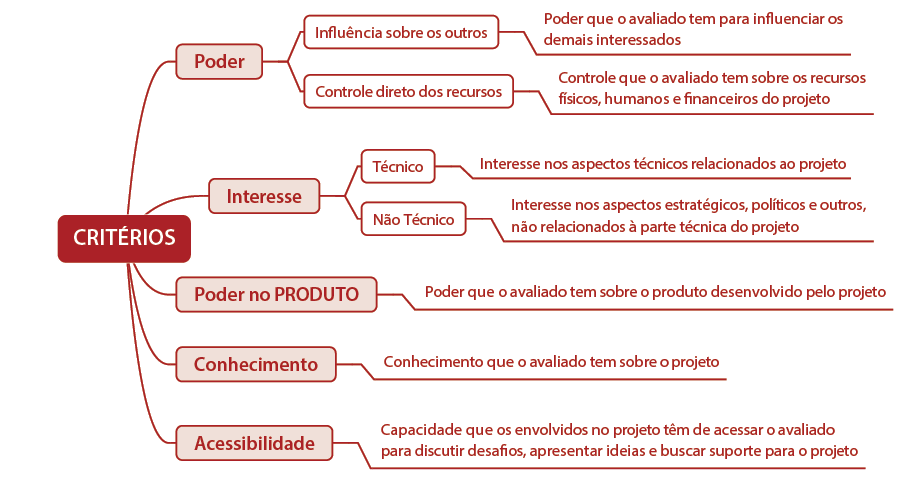 CRITÉRIOS
Poder
Influência sobre os outros
Poder que o avaliado tem para influenciar os
demais interessados
Controle direto dos recursos
Controle que o avaliado tem sobre os recursos
físicos, humanos e financeiros do projeto
Interesse
Técnico
Interesse nos aspectos técnicos relacionados ao projeto
Não Técnico
Interesse nos aspectos estratégicos, políticos e outros,
não relacionados à parte técnica do projeto
Poder no PRODUTO
Poder que o avaliado tem sobre o produto desenvolvido pelo projeto
Conhecimento
Conhecimento que o avaliado tem sobre o projeto
Acessibilidade
Capacidade que os envolvidos no projeto têm de acessar o avaliado
para discutir desafios, apresentar ideias e buscar suporte para o projeto